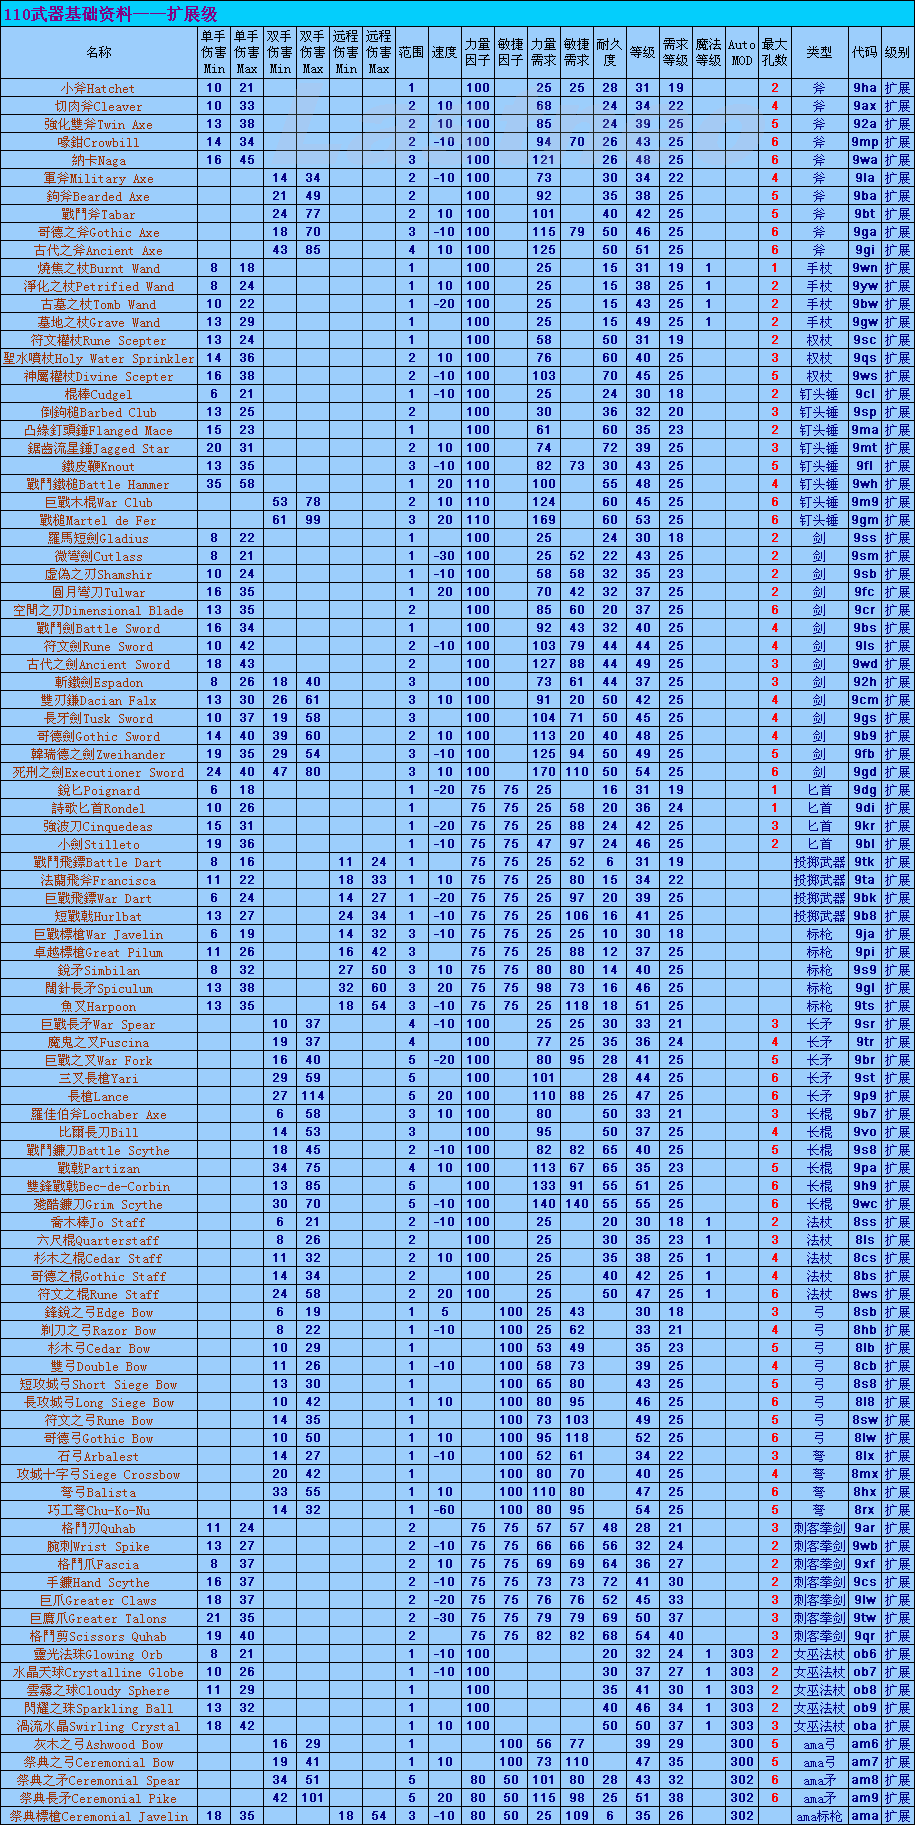 110武器基础资料——扩展级
名称 单手伤害Min 单手伤害Max 双手伤害Min 双手伤害Max 远程伤害Min 远程伤害Max 范围 速度 力量因子 敏捷因子 力量需求 敏捷需求 耐久度 等级 需求等级 魔法等级 Auto MOD 最大孔数 类型 代码 级别
小斧Hatchet 10 21 1 100 25 25 28 31 19 2 斧 9ha 扩展
切肉斧Cleaver 10 33 2 10 100 68 24 34 22 4 斧 9ax 扩展
強化雙斧Twin Axe 13 38 2 10 100 85 24 39 25 5 斧 92a 扩展
喙鉗Crowbill 14 34 2 -10 100 94 70 26 43 25 6 斧 9mp 扩展
納卡Naga 16 45 3 100 121 26 48 25 6 斧 9wa 扩展
軍斧Military Axe 14 34 2 -10 100 73 30 34 22 4 斧 9la 扩展
鉤斧Bearded Axe 21 49 2 100 92 35 38 25 5 斧 9ba 扩展
戰鬥斧Tabar 24 77 2 10 100 101 40 42 25 5 斧 9bt 扩展
哥德之斧Gothic Axe 18 70 3 -10 100 115 79 50 46 25 6 斧 9ga 扩展
古代之斧Ancient Axe 43 85 4 10 100 125 50 51 25 6 斧 9gi 扩展
燒焦之杖Burnt Wand 8 18 1 100 25 15 31 19 1 1 手杖 9wn 扩展
淨化之杖Petrified Wand 8 24 1 10 100 25 15 38 25 1 2 手杖 9yw 扩展
古墓之杖Tomb Wand 10 22 1 -20 100 25 15 43 25 1 2 手杖 9bw 扩展
墓地之杖Grave Wand 13 29 1 100 25 15 49 25 1 2 手杖 9gw 扩展
符文權杖Rune Scepter 13 24 1 100 58 50 31 19 2 权杖 9sc 扩展
聖水噴杖Holy Water Sprinkler 14 36 2 10 100 76 60 40 25 3 权杖 9qs 扩展
神屬權杖Divine Scepter 16 38 2 -10 100 103 70 45 25 5 权杖 9ws 扩展
棍棒Cudgel 6 21 1 -10 100 25 24 30 18 2 钉头锤 9cl 扩展
倒鉤槌Barbed Club 13 25 2 100 30 36 32 20 3 钉头锤 9sp 扩展
凸緣釘頭錘Flanged Mace 15 23 1 100 61 60 35 23 2 钉头锤 9ma 扩展
鋸齒流星錘Jagged Star 20 31 2 10 100 74 72 39 25 3 钉头锤 9mt 扩展
鐵皮鞭Knout 13 35 3 -10 100 82 73 30 43 25 5 钉头锤 9fl 扩展
戰鬥鐵槌Battle Hammer 35 58 1 20 110 100 55 48 25 4 钉头锤 9wh 扩展
巨戰木棍War Club 53 78 2 10 110 124 60 45 25 6 钉头锤 9m9 扩展
戰槌Martel de Fer 61 99 3 20 110 169 60 53 25 6 钉头锤 9gm 扩展
羅馬短劍Gladius 8 22 1 100 25 24 30 18 2 剑 9ss 扩展
微彎劍Cutlass 8 21 1 -30 100 25 52 22 43 25 2 剑 9sm 扩展
虛偽之刃Shamshir 10 24 1 -10 100 58 58 32 35 23 2 剑 9sb 扩展
圓月彎刀Tulwar 16 35 1 20 100 70 42 32 37 25 2 剑 9fc 扩展
空間之刃Dimensional Blade 13 35 2 100 85 60 20 37 25 6 剑 9cr 扩展
戰鬥劍Battle Sword 16 34 1 100 92 43 32 40 25 4 剑 9bs 扩展
符文劍Rune Sword 10 42 2 -10 100 103 79 44 44 25 4 剑 9ls 扩展
古代之劍Ancient Sword 18 43 2 100 127 88 44 49 25 3 剑 9wd 扩展
斬鐵劍Espadon 8 26 18 40 3 100 73 61 44 37 25 3 剑 92h 扩展
雙刃鐮Dacian Falx 13 30 26 61 3 10 100 91 20 50 42 25 4 剑 9cm 扩展
長牙劍Tusk Sword 10 37 19 58 3 100 104 71 50 45 25 4 剑 9gs 扩展
哥德劍Gothic Sword 14 40 39 60 2 10 100 113 20 40 48 25 4 剑 9b9 扩展
韓瑞德之劍Zweihander 19 35 29 54 3 -10 100 125 94 50 49 25 5 剑 9fb 扩展
死刑之劍Executioner Sword 24 40 47 80 3 10 100 170 110 50 54 25 6 剑 9gd 扩展
銳匕Poignard 6 18 1 -20 75 75 25 16 31 19 1 匕首 9dg 扩展
詩歌匕首Rondel 10 26 1 75 75 25 58 20 36 24 1 匕首 9di 扩展
強波刀Cinquedeas 15 31 1 -20 75 75 25 88 24 42 25 3 匕首 9kr 扩展
小劍Stilleto 19 36 1 -10 75 75 47 97 24 46 25 2 匕首 9bl 扩展
戰鬥飛鏢Battle Dart 8 16 11 24 1 75 75 25 52 6 31 19 投掷武器 9tk 扩展
法蘭飛斧Francisca 11 22 18 33 1 10 75 75 25 80 15 34 22 投掷武器 9ta 扩展
巨戰飛鏢War Dart 6 24 14 27 1 -20 75 75 25 97 20 39 25 投掷武器 9bk 扩展
短戰戟Hurlbat 13 27 24 34 1 -10 75 75 25 106 16 41 25 投掷武器 9b8 扩展
巨戰標槍War Javelin 6 19 14 32 3 -10 75 75 25 25 10 30 18 标枪 9ja 扩展
卓越標槍Great Pilum 11 26 16 42 3 75 75 25 88 12 37 25 标枪 9pi 扩展
銳矛Simbilan 8 32 27 50 3 10 75 75 80 80 14 40 25 标枪 9s9 扩展
闊針長矛Spiculum 13 38 32 60 3 20 75 75 98 73 16 46 25 标枪 9gl 扩展
魚叉Harpoon 13 35 18 54 3 -10 75 75 25 118 18 51 25 标枪 9ts 扩展
巨戰長矛War Spear 10 37 4 -10 100 25 25 30 33 21 3 长矛 9sr 扩展
魔鬼之叉Fuscina 19 37 4 100 77 25 35 36 24 4 长矛 9tr 扩展
巨戰之叉War Fork 16 40 5 -20 100 80 95 28 41 25 5 长矛 9br 扩展
三叉長槍Yari 29 59 5 100 101 28 44 25 6 长矛 9st 扩展
長槍Lance 27 114 5 20 100 110 88 25 47 25 6 长矛 9p9 扩展
羅佳伯斧Lochaber Axe 6 58 3 10 100 80 50 33 21 3 长棍 9b7 扩展
比爾長刀Bill 14 53 3 100 95 50 37 25 4 长棍 9vo 扩展
戰鬥鐮刀Battle Scythe 18 45 2 -10 100 82 82 65 40 25 5 长棍 9s8 扩展
戰戟Partizan 34 75 4 10 100 113 67 65 35 23 5 长棍 9pa 扩展
雙鋒戰戟Bec-de-Corbin 13 85 5 100 133 91 55 51 25 6 长棍 9h9 扩展
殘酷鐮刀Grim Scythe 30 70 5 -10 100 140 140 55 55 25 6 长棍 9wc 扩展
喬木棒Jo Staff 6 21 2 -10 100 25 20 30 18 1 2 法杖 8ss 扩展
六尺棍Quarterstaff 8 26 2 100 25 30 35 23 1 3 法杖 8ls 扩展
杉木之棍Cedar Staff 11 32 2 10 100 25 35 38 25 1 4 法杖 8cs 扩展
哥德之棍Gothic Staff 14 34 2 100 25 40 42 25 1 4 法杖 8bs 扩展
符文之棍Rune Staff 24 58 2 20 100 25 50 47 25 1 6 法杖 8ws 扩展
鋒銳之弓Edge Bow 6 19 1 5 100 25 43 30 18 3 弓 8sb 扩展
剃刀之弓Razor Bow 8 22 1 -10 100 25 62 33 21 4 弓 8hb 扩展
杉木弓Cedar Bow 10 29 1 100 53 49 35 23 5 弓 8lb 扩展
雙弓Double Bow 11 26 1 -10 100 58 73 39 25 4 弓 8cb 扩展
短攻城弓Short Siege Bow 13 30 1 100 65 80 43 25 5 弓 8s8 扩展
長攻城弓Long Siege Bow 10 42 1 10 100 80 95 46 25 6 弓 8l8 扩展
符文之弓Rune Bow 14 35 1 100 73 103 49 25 5 弓 8sw 扩展
哥德弓Gothic Bow 10 50 1 10 100 95 118 52 25 6 弓 8lw 扩展
石弓Arbalest 14 27 1 -10 100 52 61 34 22 3 弩 8lx 扩展
攻城十字弓Siege Crossbow 20 42 1 100 80 70 40 25 4 弩 8mx 扩展
弩弓Balista 33 55 1 10 100 110 80 47 25 6 弩 8hx 扩展
巧工弩Chu-Ko-Nu 14 32 1 -60 100 80 95 54 25 5 弩 8rx 扩展
格鬥刃Quhab 11 24 2 75 75 57 57 48 28 21 3 刺客拳剑 9ar 扩展
腕刺Wrist Spike 13 27 2 -10 75 75 66 66 56 32 24 2 刺客拳剑 9wb 扩展
格鬥爪Fascia 8 37 2 10 75 75 69 69 64 36 27 2 刺客拳剑 9xf 扩展
手鐮Hand Scythe 16 37 2 -10 75 75 73 73 72 41 30 2 刺客拳剑 9cs 扩展
巨爪Greater Claws 18 37 2 -20 75 75 76 76 52 45 33 3 刺客拳剑 9lw 扩展
巨鷹爪Greater Talons 21 35 2 -30 75 75 79 79 69 50 37 3 刺客拳剑 9tw 扩展
格鬥剪Scissors Quhab 19 40 2 75 75 82 82 68 54 40 3 刺客拳剑 9qr 扩展
靈光法珠Glowing Orb 8 21 1 -10 100 20 32 24 1 303 2 女巫法杖 ob6 扩展
水晶天球Crystalline Globe 10 26 1 -10 100 30 37 27 1 303 2 女巫法杖 ob7 扩展
雲霧之球Cloudy Sphere 11 29 1 100 35 41 30 1 303 2 女巫法杖 ob8 扩展
閃耀之珠Sparkling Ball 13 32 1 100 40 46 34 1 303 2 女巫法杖 ob9 扩展
渦流水晶Swirling Crystal 18 42 1 10 100 50 50 37 1 303 3 女巫法杖 oba 扩展
灰木之弓Ashwood Bow 16 29 1 100 56 77 39 29 300 5 ama弓 am6 扩展
祭典之弓Ceremonial Bow 19 41 1 10 100 73 110 47 35 300 5 ama弓 am7 扩展
祭典之矛Ceremonial Spear 34 51 5 80 50 101 80 28 43 32 302 6 ama矛 am8 扩展
祭典長矛Ceremonial Pike 42 101 5 20 80 50 115 98 25 51 38 302 6 ama矛 am9 扩展
祭典標槍Ceremonial Javelin 18 35 18 54 3 -10 80 50 25 109 6 35 26 302 ama标枪 ama 扩展